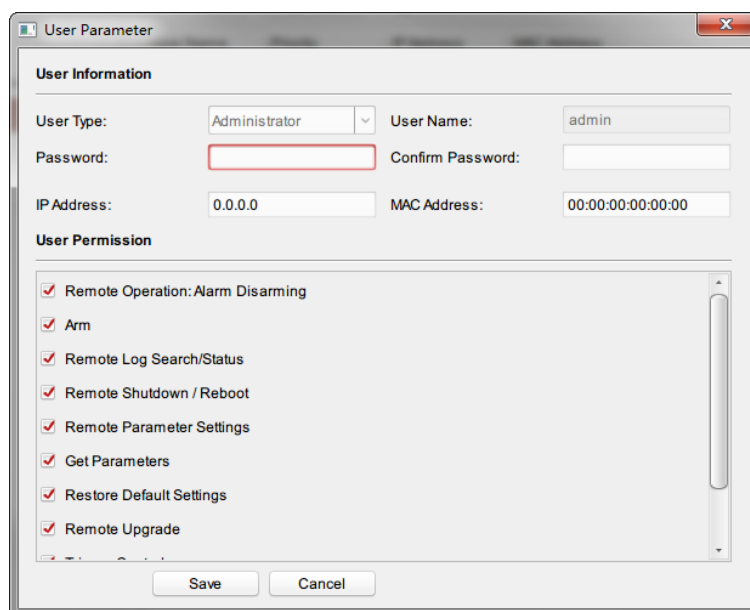 User Parameter
User Information
User Type: Administrator User Name: admin
Password: Confirm Password:
IP Address: 0.0.0.0 MAC Address: 00:00:00:00:00:00
User Permission
Remote Operation: Alarm Disarming
Arm
Remote Log Search/Status
Remote Shutdown / Reboot
Remote Parameter Settings
Get Parameters
Restore Default Settings
Remote Upgrade
Save Cancel